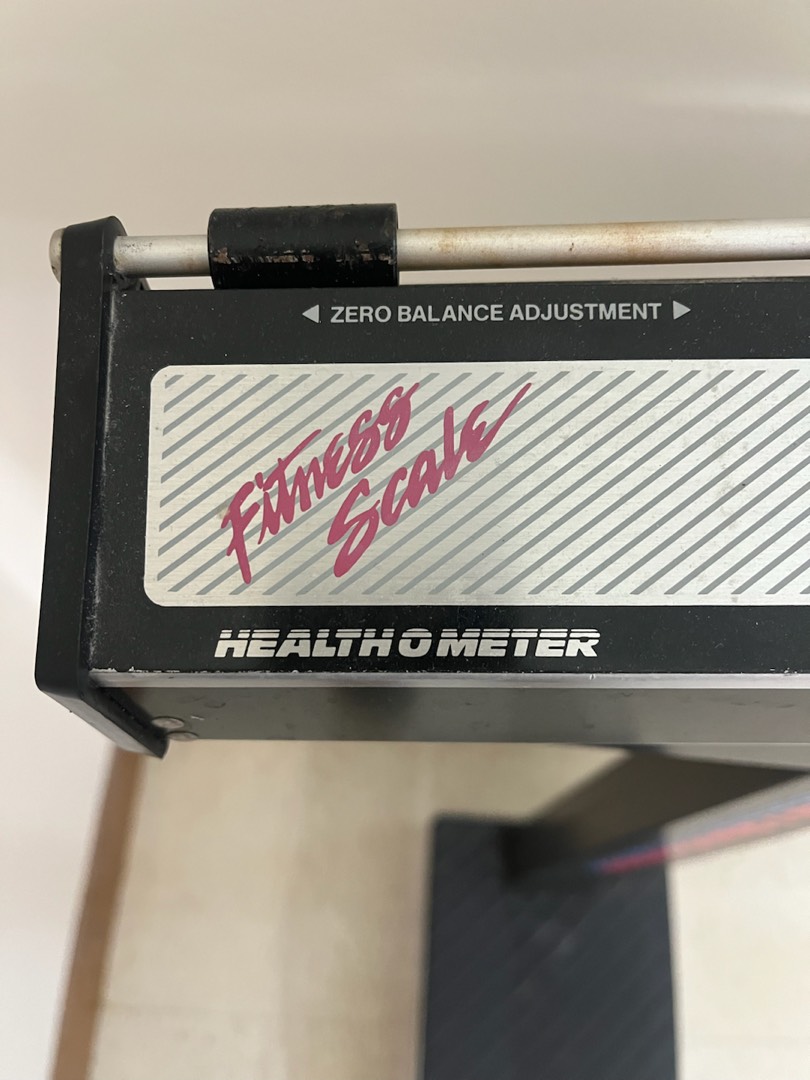 ◀ ZERO BALANCE ADJUSTMENT ▶
Fitness
Scale
HEALTH O METER